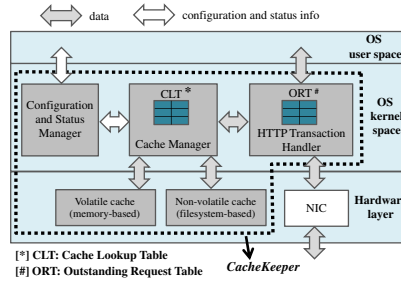 data
configuration and status info
OS
user space
CLT *
ORT #
Configuration
and Status
Manager
Cache Manager
HTTP Transaction
Handler
OS
kernel
space
Volatile cache
(memory-based)
Non-volatile cache
(filesystem-based)
NIC
Hardware
layer
[*] CLT: Cache Lookup Table
[#] ORT: Outstanding Request Table
CacheKeeper